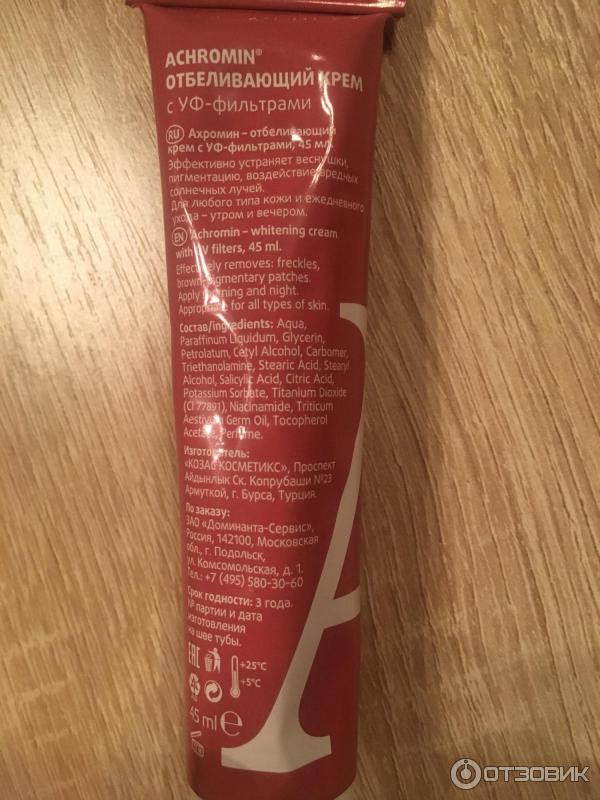 ACHROMIN®
ОТБЕЛИВАЮЩИЙ КРЕМ
с УФ-фильтрами
RU Ахромин – отбеливающий
крем с УФ-фильтрами, 45 мл.
Эффективно устраняет веснушки,
пигментацию, воздействие вредных
солнечных лучей.
Для любого типа кожи и ежедневного
ухода – утром и вечером.
EN Achromin – whitening cream
with UV filters, 45 ml.
Effectively removes: freckles,
brown-pigmentary patches.
Apply morning and night.
Appropriate for all types of skin.
Состав/ingredients: Aqua,
Paraffinum Liquidum, Glycerin,
Petrolatum, Cetyl Alcohol, Carbomer,
Triethanolamine, Stearic Acid, Stearyl
Alcohol, Salicylic Acid, Citric Acid,
Potassium Sorbate, Titanium Dioxide
(CI 77891), Niacinamide, Triticum
Aestivum Germ Oil, Tocopherol
Acetate, Perfume.
Изготовитель:
«КОЗАС КОСМЕТИКС», Проспект
Айдынлык Ск. Копрубаши №23
Армуткой, г. Бурса, Турция.
По заказу:
ЗАО «Доминанта-Сервис»,
Россия, 142100, Московская
обл., г. Подольск,
ул. Комсомольская, д. 1.
Тел.: +7 (495) 580-30-60
Срок годности: 3 года.
№ партии и дата
изготовления
на шве тубы.
EAC
+25°C
+5°C
45 ml e
A
ОТЗОВИК